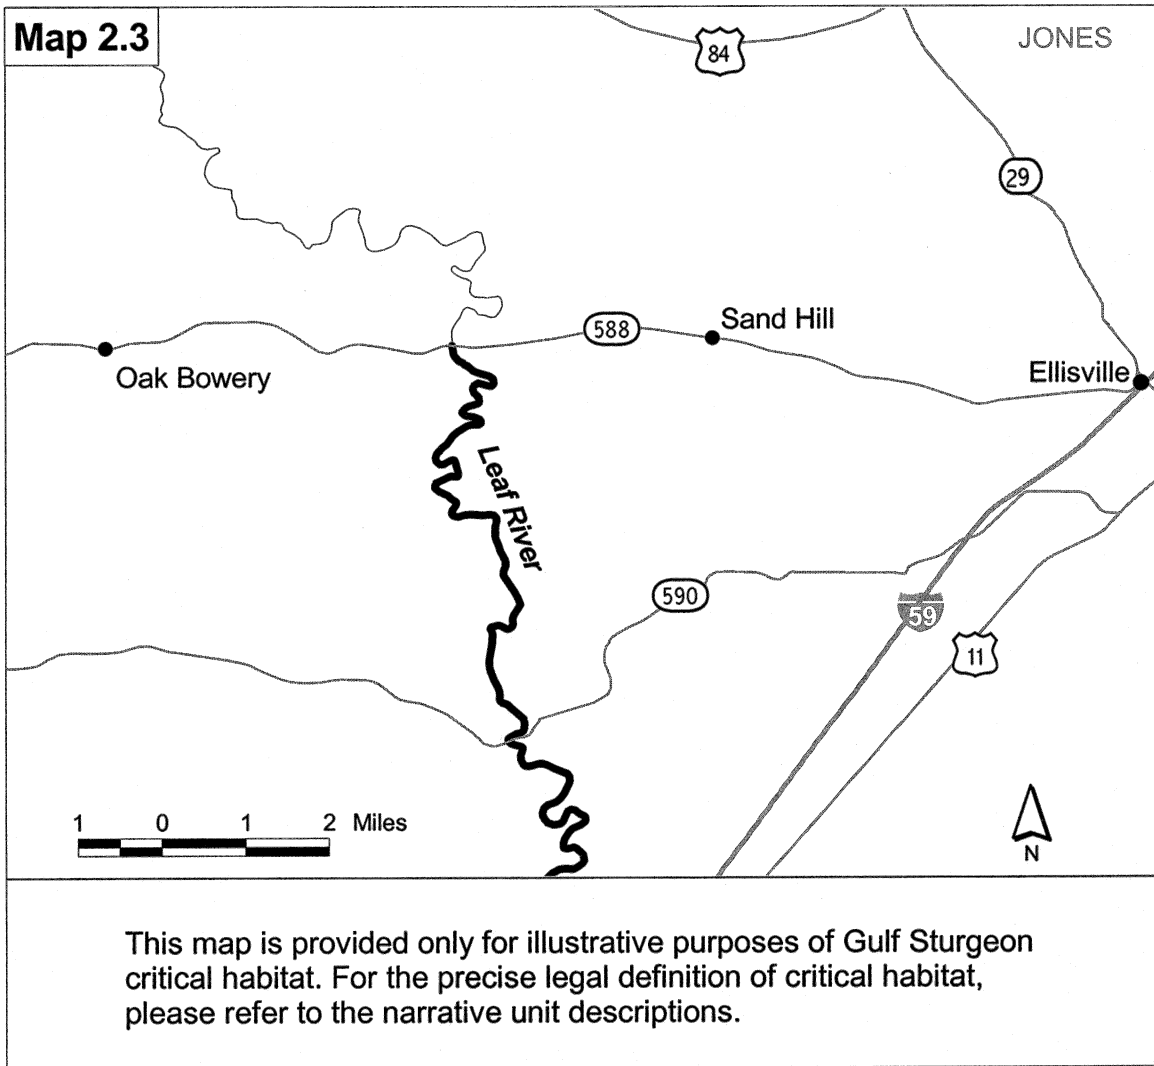 Map 2.3
84
JONES
29
588
Sand Hill
Oak Bowery
Ellisville
Leaf River
590
59
11
1 0 1 2 Miles
N
This map is provided only for illustrative purposes of Gulf Sturgeon
critical habitat. For the precise legal definition of critical habitat,
please refer to the narrative unit descriptions.